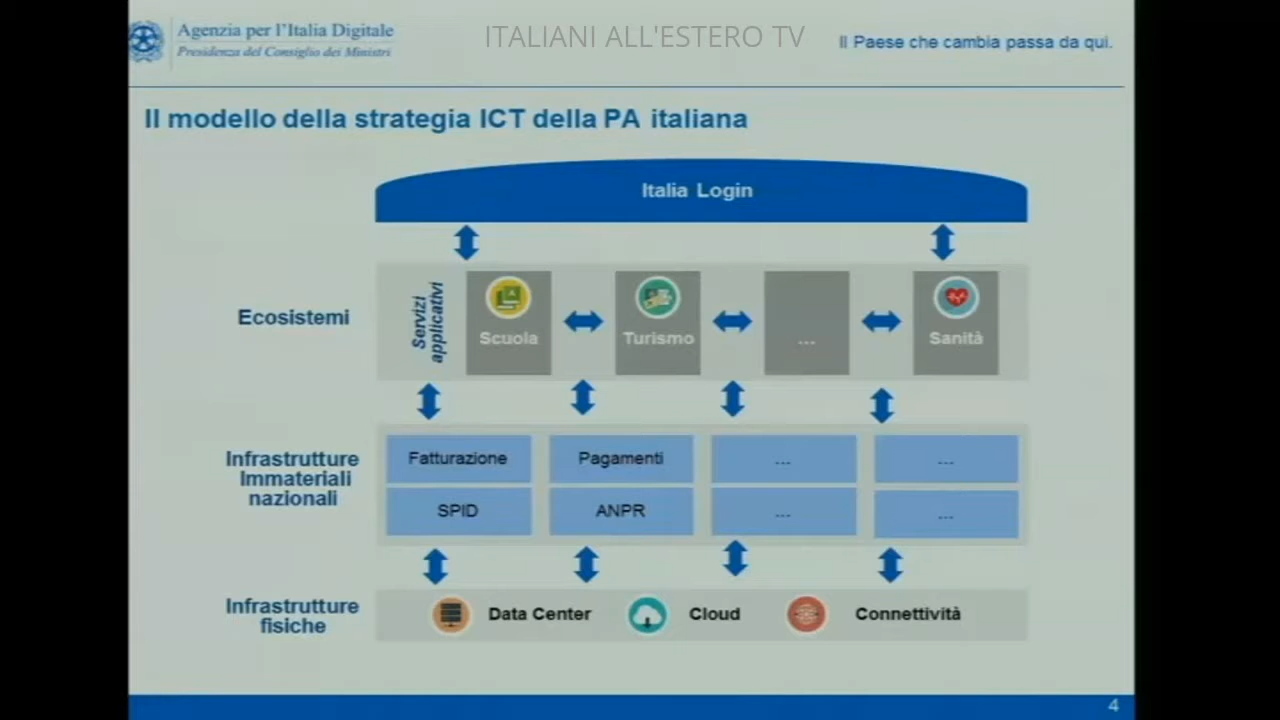 Agenzia per l'Italia Digitale
Presidenza del Consiglio dei Ministri
ITALIANI ALL'ESTERO TV
Il Paese che cambia passa da qui.
Il modello della strategia ICT della PA italiana
Italia Login
Ecosistemi
Servizi
applicativi
Scuola
Turismo
...
Sanità
Infrastrutture
Immateriali
nazionali
Fatturazione
Pagamenti
...
...
SPID
ANPR
...
...
Infrastrutture
fisiche
Data Center
Cloud
Connettività
4